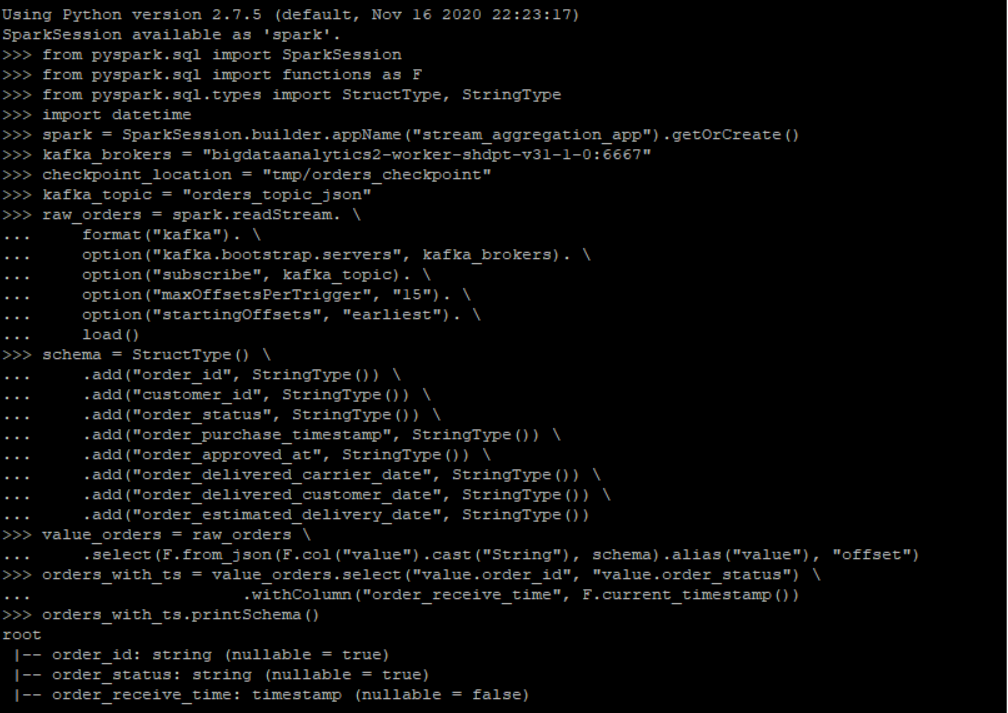 Using Python version 2.7.5 (default, Nov 16 2020 22:23:17)
SparkSession available as 'spark'.
>>> from pyspark.sql import SparkSession
>>> from pyspark.sql import functions as F
>>> from pyspark.sql.types import StructType, StringType
>>> import datetime
>>> spark = SparkSession.builder.appName("stream_aggregation_app").getOrCreate()
>>> kafka_brokers = "bigdataanalytics2-worker-shdpt-v31-1-0:6667"
>>> checkpoint_location = "tmp/orders_checkpoint"
>>> kafka_topic = "orders_topic_json"
>>> raw_orders = spark.readStream. \
...     format("kafka"). \
...     option("kafka.bootstrap.servers", kafka_brokers). \
...     option("subscribe", kafka_topic). \
...     option("maxOffsetsPerTrigger", "15"). \
...     option("startingOffsets", "earliest"). \
...     load()
>>> schema = StructType() \
...     .add("order_id", StringType()) \
...     .add("customer_id", StringType()) \
...     .add("order_status", StringType()) \
...     .add("order_purchase_timestamp", StringType()) \
...     .add("order_approved_at", StringType()) \
...     .add("order_delivered_carrier_date", StringType()) \
...     .add("order_delivered_customer_date", StringType()) \
...     .add("order_estimated_delivery_date", StringType())
>>> value_orders = raw_orders \
...     .select(F.from_json(F.col("value").cast("String"), schema).alias("value"), "offset")
>>> orders_with_ts = value_orders.select("value.order_id", "value.order_status") \
...                     .withColumn("order_receive_time", F.current_timestamp())
>>> orders_with_ts.printSchema()
root
 |-- order_id: string (nullable = true)
 |-- order_status: string (nullable = true)
 |-- order_receive_time: timestamp (nullable = false)